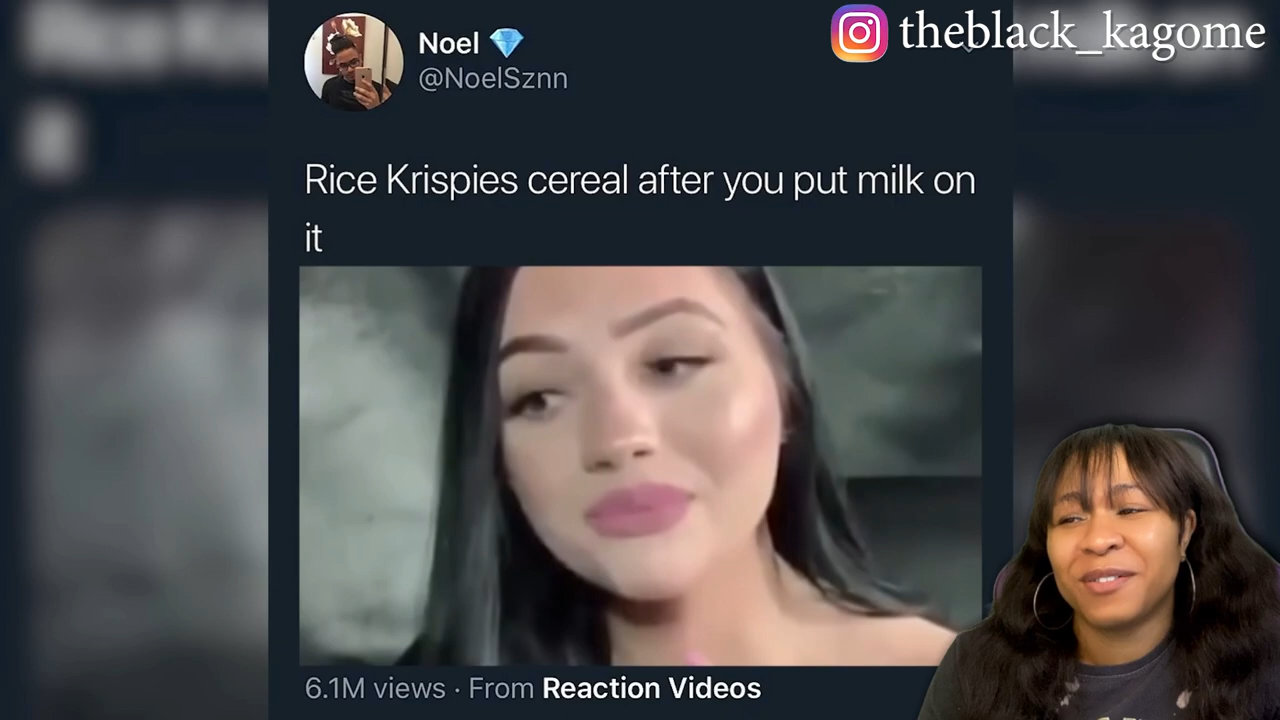 theblack_kagome
Noel 💎
@NoelSznn
Rice Krispies cereal after you put milk on
it
6.1M views · From Reaction Videos